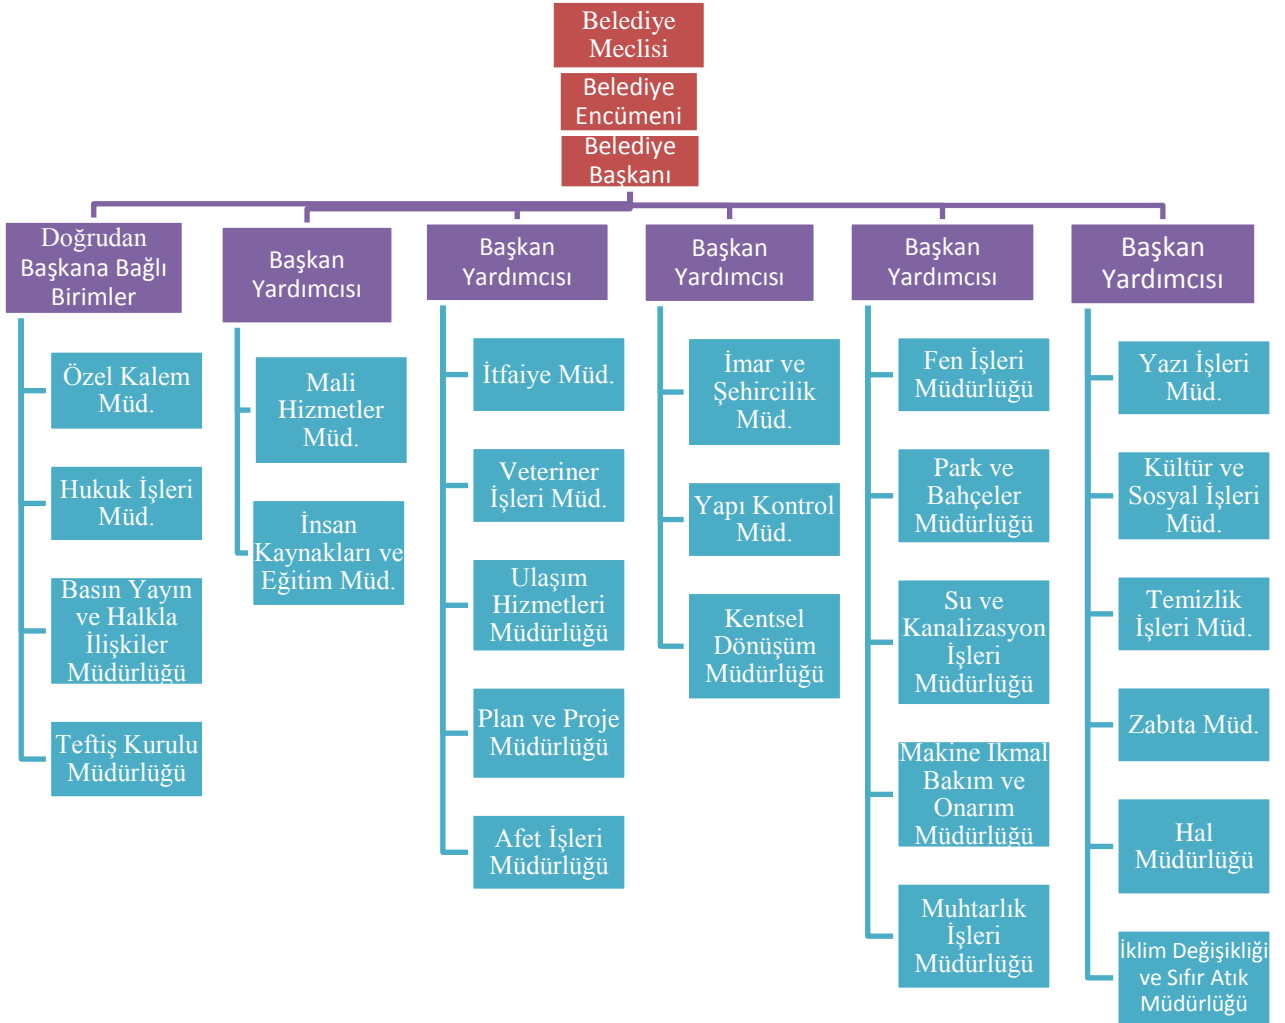 Belediye
Meclisi
Belediye
Encümeni
Belediye
Başkanı
Doğrudan
Başkana Bağlı
Birimler
Özel Kalem
Müd.
Hukuk İşleri
Müd.
Basın Yayın
ve Halkla
İlişkiler
Müdürlüğü
Teftiş Kurulu
Müdürlüğü
Başkan
Yardımcısı
Mali
Hizmetler
Müd.
İnsan
Kaynakları ve
Eğitim Müd.
Başkan
Yardımcısı
İtfaiye Müd.
Veteriner
İşleri Müd.
Ulaşım
Hizmetleri
Müdürlüğü
Plan ve Proje
Müdürlüğü
Afet İşleri
Müdürlüğü
Başkan
Yardımcısı
İmar ve
Şehircilik
Müd.
Yapı Kontrol
Müd.
Kentsel
Dönüşüm
Müdürlüğü
Başkan
Yardımcısı
Fen İşleri
Müdürlüğü
Park ve
Bahçeler
Müdürlüğü
Su ve
Kanalizasyon
İşleri
Müdürlüğü
Makine İkmal
Bakım ve
Onarım
Müdürlüğü
Muhtarlık
İşleri
Müdürlüğü
Başkan
Yardımcısı
Yazı İşleri
Müd.
Kültür ve
Sosyal İşleri
Müd.
Temizlik
İşleri Müd.
Zabıta Müd.
Hal
Müdürlüğü
İklim Değişikliği
ve Sıfır Atık
Müdürlüğü